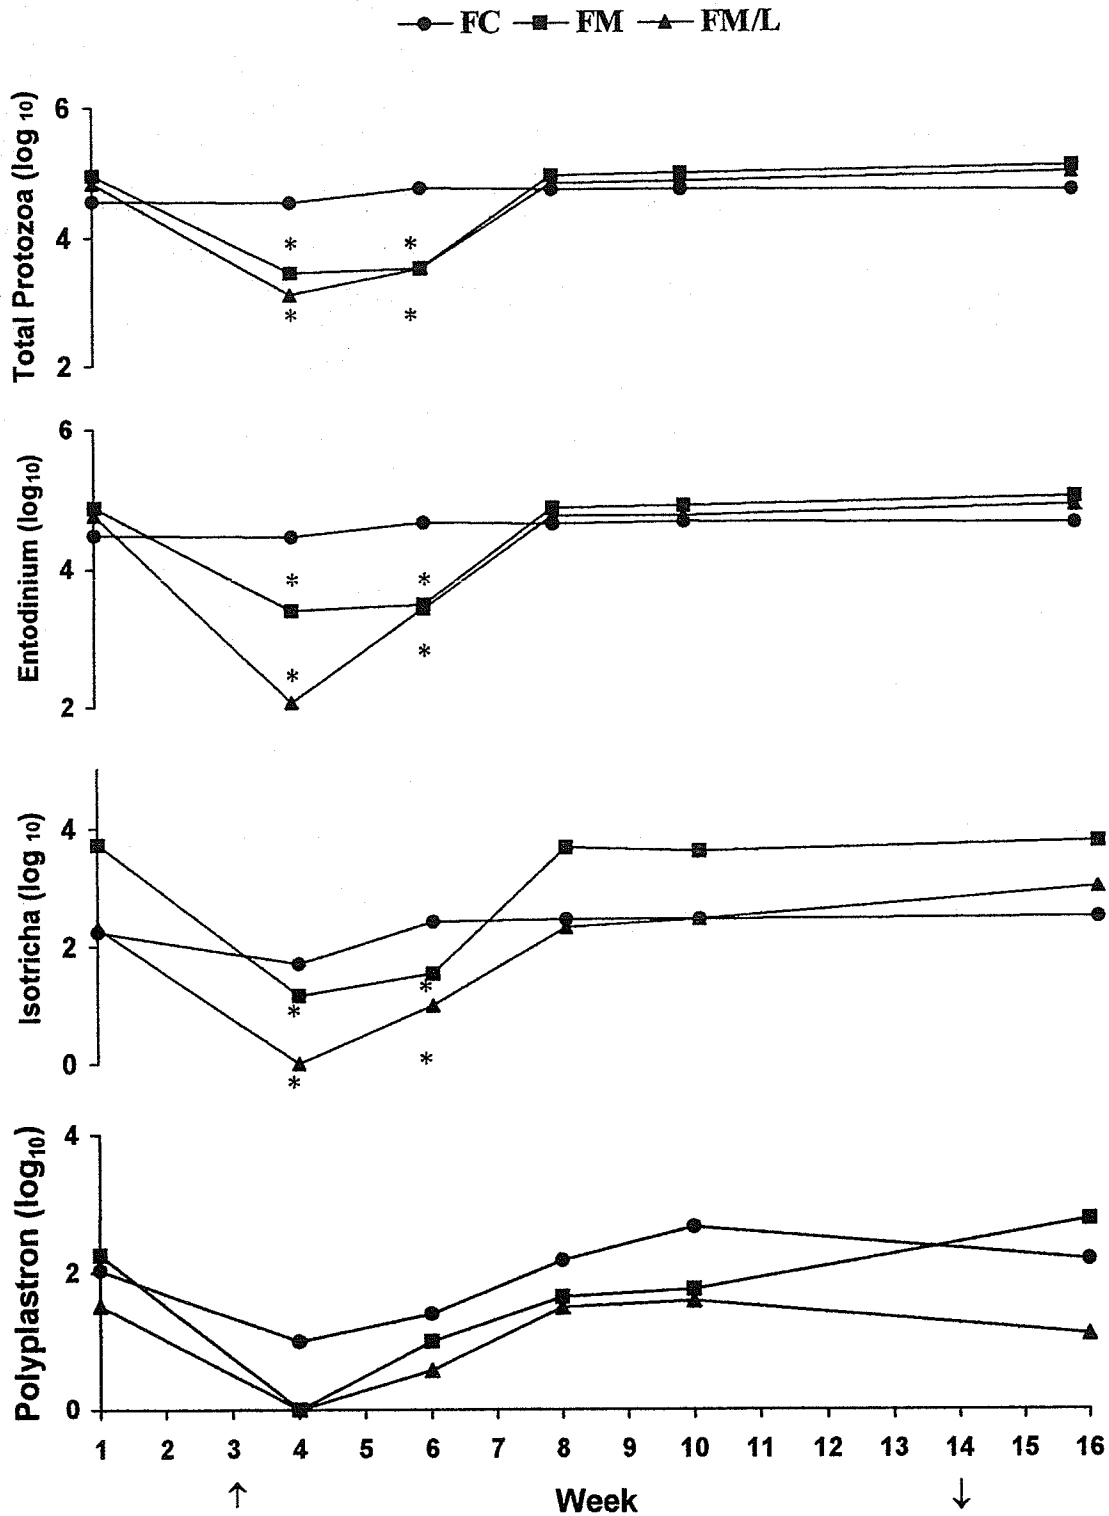 FC FM FM/L
Total Protozoa (log 10)
6
4
2
* *
* *
Entodinium (log10)
6
4
2
* *
* *
Isotricha (log 10)
4
2
0
* *
* *
Polyplastron (log10)
4
2
0
1 2 3 4 5 6 7 8 9 10 11 12 13 14 15 16
↑ Week ↓